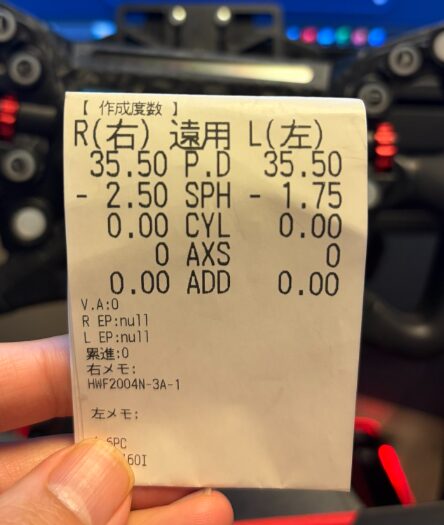 【 作成度数 】
R(右) 遠用 L(左)
35.50 P.D 35.50
- 2.50 SPH - 1.75
0.00 CYL 0.00
0 AXS 0
0.00 ADD 0.00
V.A:0
R EP:null
L EP:null
累進:0
右メモ:
HWF2004N-3A-1
左メモ:
6PC
60I